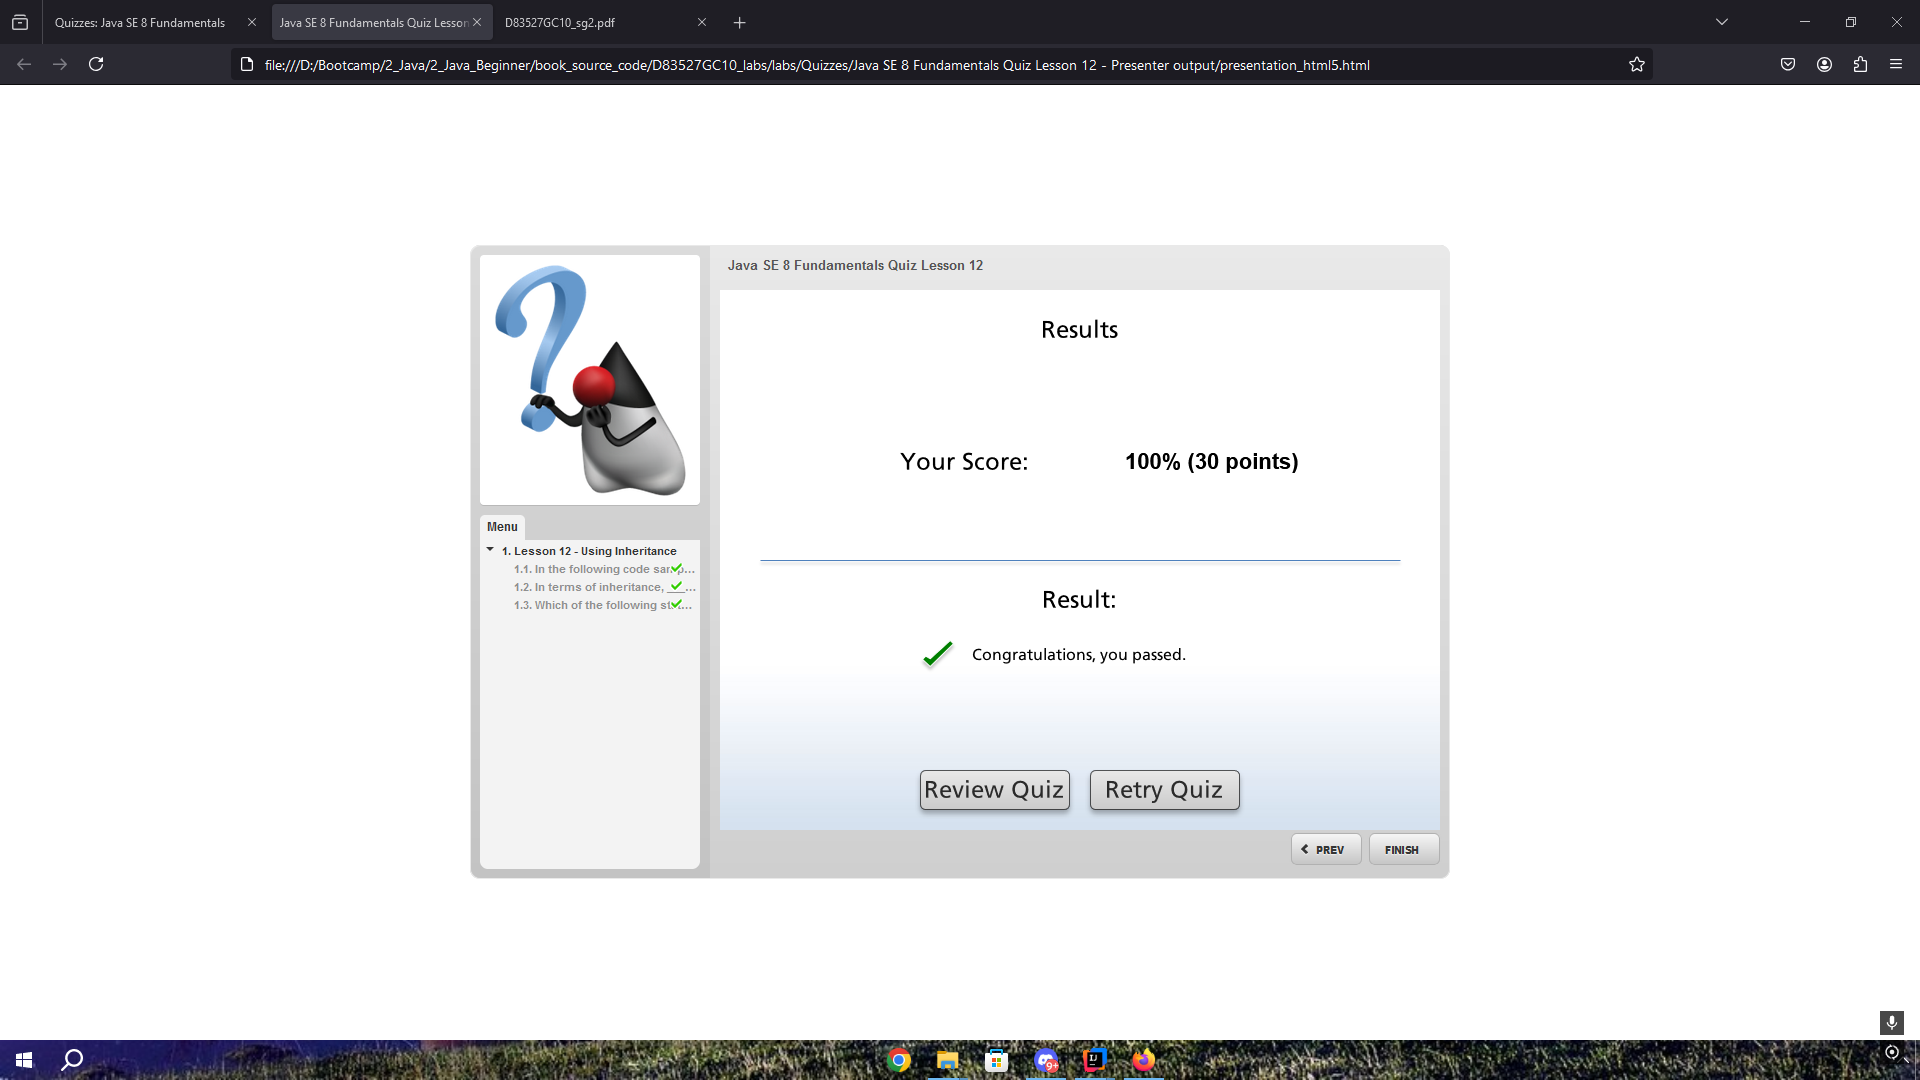 Quizzes: Java SE 8 Fundamentals
Java SE 8 Fundamentals Quiz Lesson
D83527GC10_sg2.pdf
file:///D:/Bootcamp/2_Java/2_Java_Beginner/book_source_code/D83527GC10_labs/labs/Quizzes/Java SE 8 Fundamentals Quiz Lesson 12 - Presenter output/presentation_html5.html
Java SE 8 Fundamentals Quiz Lesson 12
Results
Your Score: 100% (30 points)
Result:
Congratulations, you passed.
Review Quiz
Retry Quiz
PREV
FINISH
Menu
1. Lesson 12 - Using Inheritance
1.1. In the following code sam p...
1.2. In terms of inheritance, ___...
1.3. Which of the following st...
9+
IJ